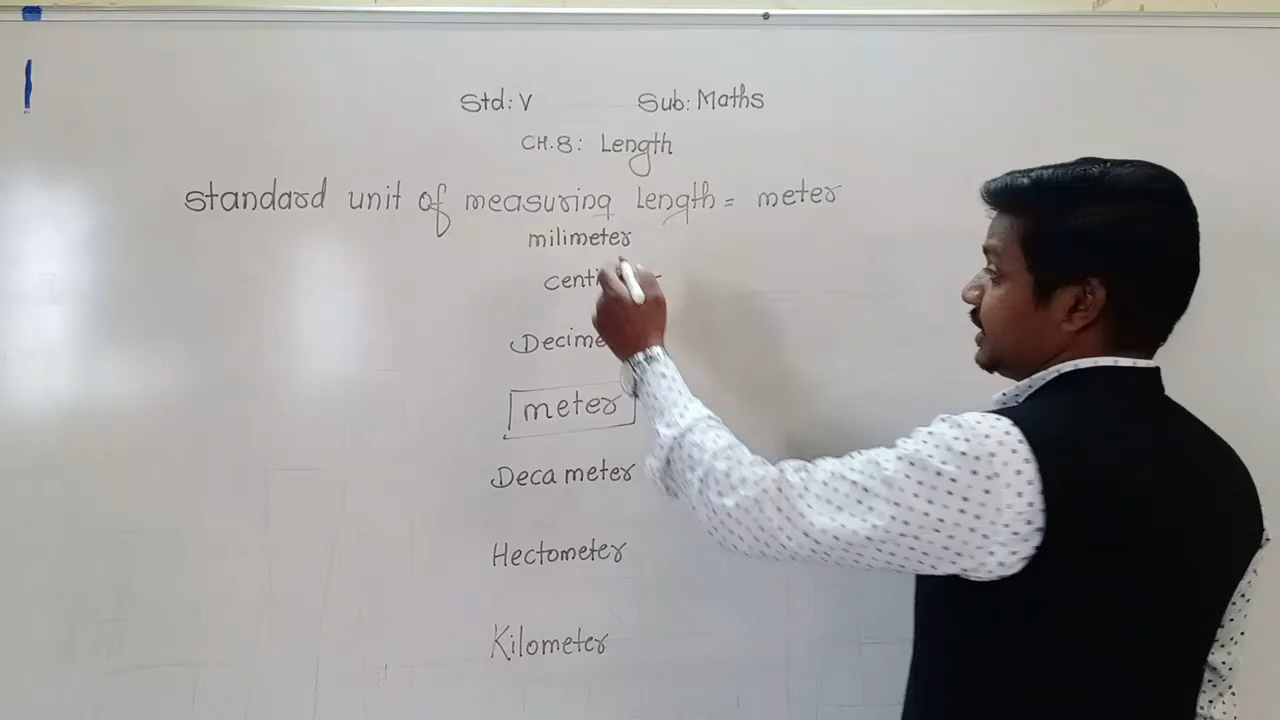 Std: V Sub: Maths
CH.8: Length
Standard unit of measuring length = meter
milimeter
meter
Deca meter
Hectometer
Kilometer